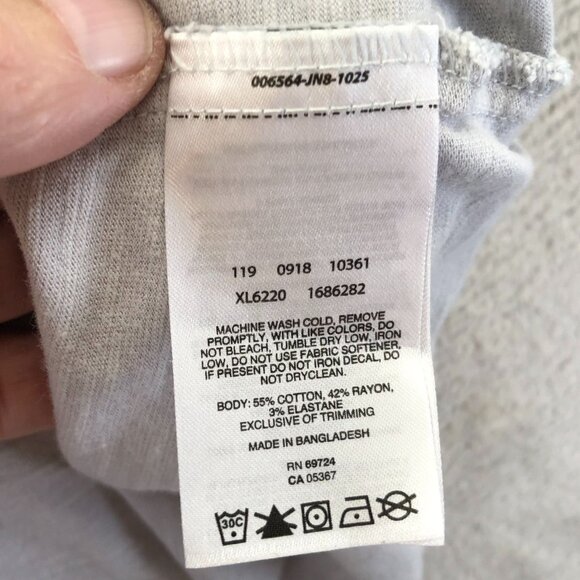 006564-JN8-1025
119 0918 10361
XL6220 1686282
MACHINE WASH COLD, REMOVE
PROMPTLY, WITH LIKE COLORS, DO
NOT BLEACH, TUMBLE DRY LOW, IRON
LOW, DO NOT USE FABRIC SOFTENER,
IF PRESENT DO NOT IRON DECAL, DO
NOT DRYCLEAN.
BODY: 55% COTTON, 42% RAYON,
3% ELASTANE
EXCLUSIVE OF TRIMMING
MADE IN BANGLADESH
RN 69724
CA 05367
30C